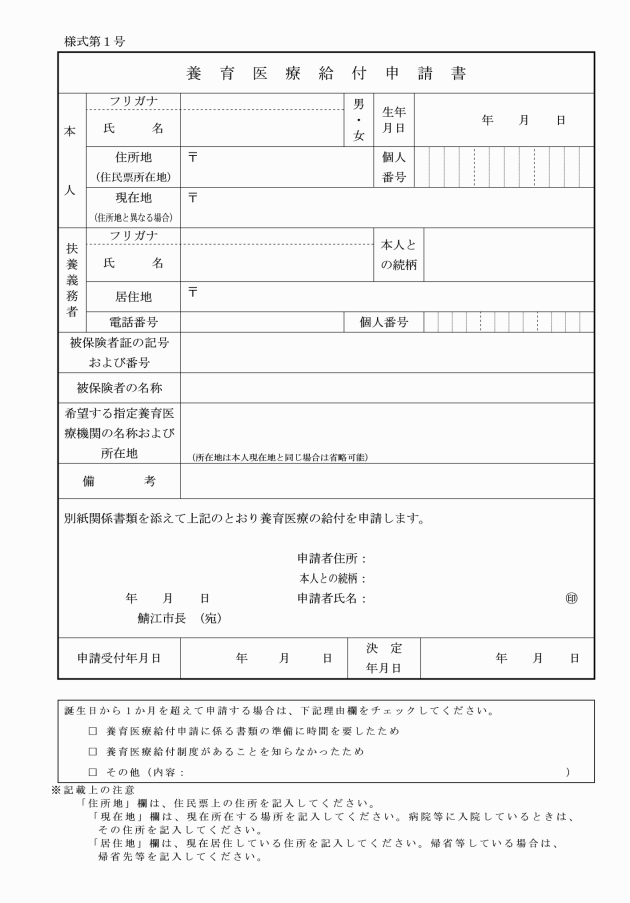 様式第１号
養育医療給付申請書
本人
フリガナ
氏名
男・女
生年月日
年　月　日
住所地
（住民票所在地）
〒
個人番号
現在地
（住所地と異なる場合）
〒
扶養義務者
フリガナ
氏名
本人との続柄
居住地
〒
電話番号
個人番号
被保険者証の記号
および番号
被保険者の名称
希望する指定養育医
療機関の名称および
所在地
（所在地は本人現在地と同じ場合は省略可能）
備考
別紙関係書類を添えて上記のとおり養育医療の給付を申請します。
申請者住所：
本人との続柄：
年　月　日　申請者氏名：　㊞
鯖江市長　（宛）
申請受付年月日
年　月　日
決定
年月日
年　月　日
誕生日から１か月を超えて申請する場合は、下記理由欄をチェックしてください。
□　養育医療給付申請に係る書類の準備に時間を要したため
□　養育医療給付制度があることを知らなかったため
□　その他（内容：　）
※記載上の注意
「住所地」欄は、住民票上の住所を記入してください。
「現在地」欄は、現在所在する場所を記入してください。病院等に入院しているときは、
その住所を記入してください。
「居住地」欄は、現在居住している住所を記入してください。帰省等している場合は、
帰省先等を記入してください。